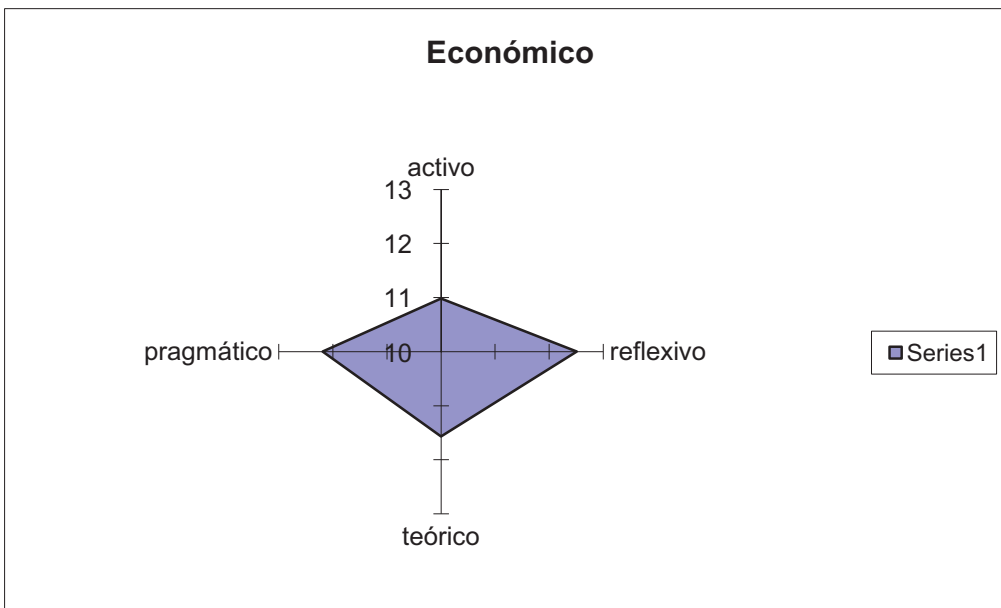 Económico
activo
13
12
11
10
pragmático
reflexivo
teórico
Series1